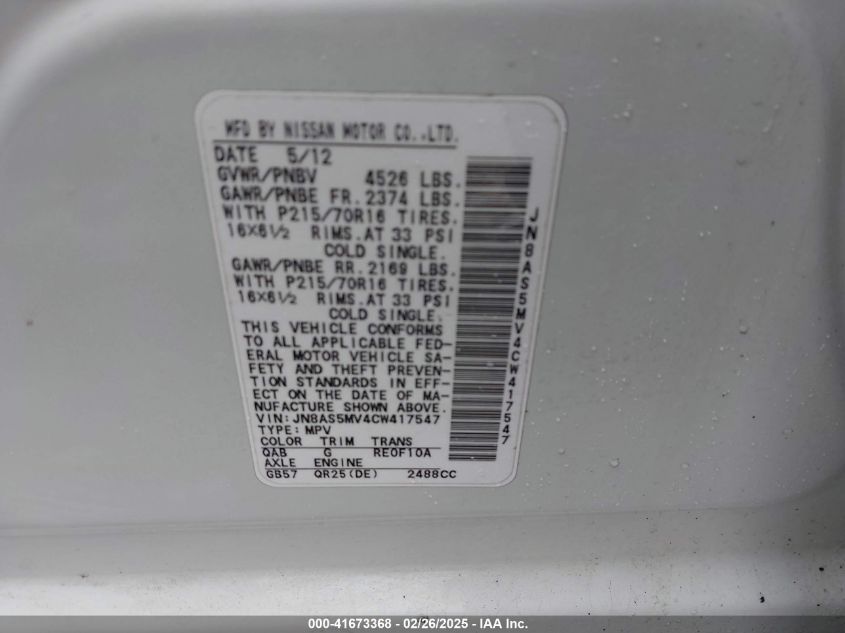 MFD BY NISSAN MOTOR CO.,LTD.
DATE 5/12
GVWR/PNBV 4526 LBS.
GAWR/PNBE FR. 2374 LBS.
WITH P215/70R16 TIRES.
16X6½ RIMS. AT 33 PSI
COLD SINGLE.
GAWR/PNBE RR. 2169 LBS.
WITH P215/70R16 TIRES.
16X6½ RIMS. AT 33 PSI
COLD SINGLE.
THIS VEHICLE CONFORMS
TO ALL APPLICABLE FED-
ERAL MOTOR VEHICLE SA-
FETY AND THEFT PREVEN-
TION STANDARDS IN EFF-
ECT ON THE DATE OF MA-
NUFACTURE SHOWN ABOVE.
VIN: JN8AS5MV4CW417547
TYPE: MPV
COLOR TRIM TRANS
QAB G RE0F10A
AXLE ENGINE
GB57 QR25(DE) 2488CC
JN8AS5MV4CW417547
000-41673368 - 02/26/2025 - IAA Inc.